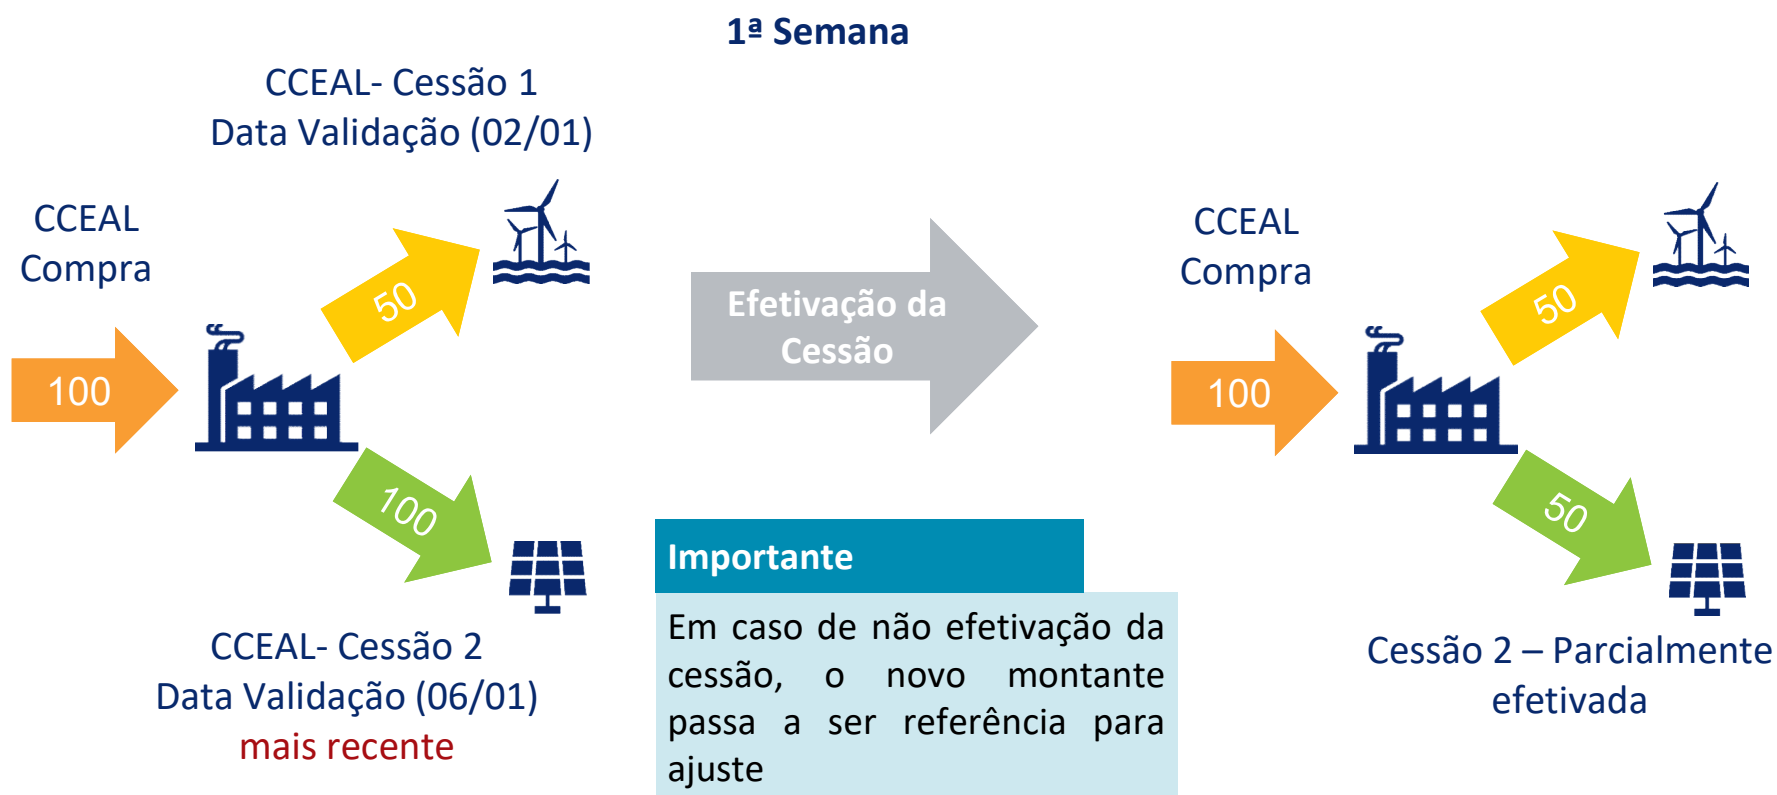 1ª Semana
CCEAL- Cessão 1
Data Validação (02/01)
CCEAL
Compra
100
50
100
CCEAL- Cessão 2
Data Validação (06/01)
mais recente
Efetivação da
Cessão
Importante
Em caso de não efetivação da
cessão, o novo montante
passa a ser referência para
ajuste
CCEAL
Compra
100
50
50
Cessão 2 – Parcialmente
efetivada